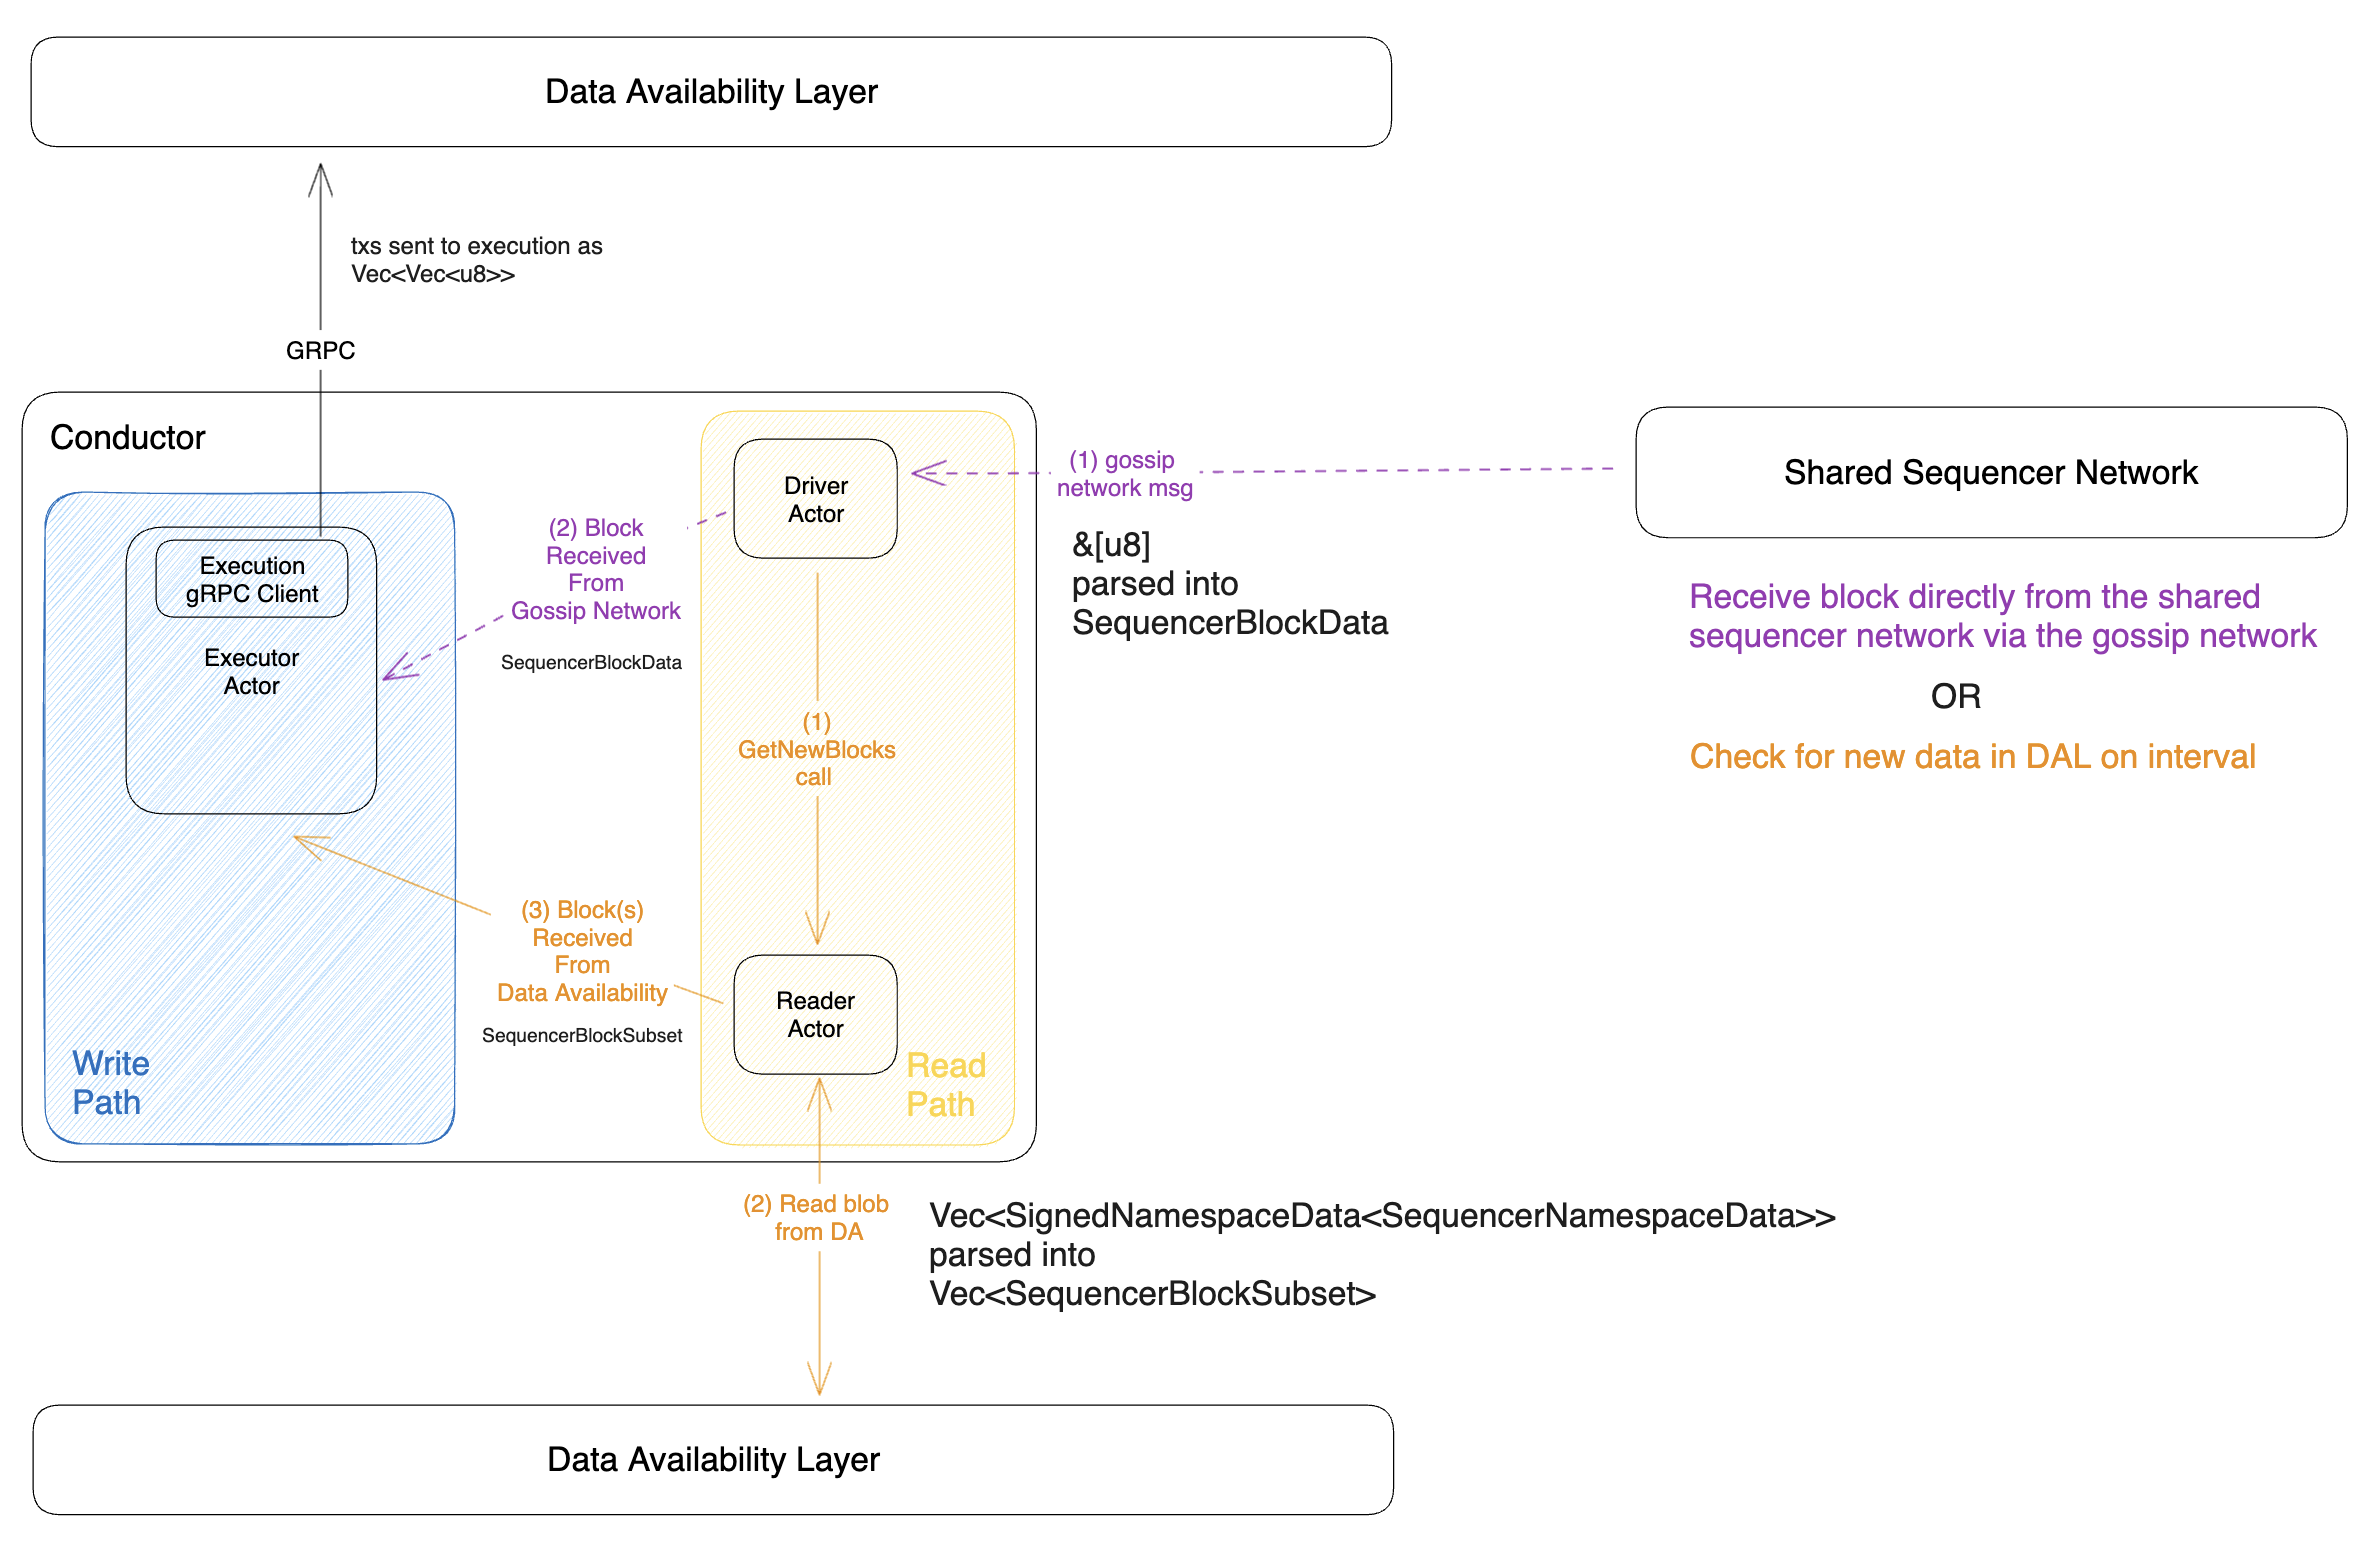 Data Availability Layer
txs sent to execution as
Vec<Vec<u8>>
GRPC
Conductor
Execution
gRPC Client
Executor
Actor
Write
Path
(2) Block
Received
From
Gossip Network
SequencerBlockData
(3) Block(s)
Received
From
Data Availability
SequencerBlockSubset
Driver
Actor
(1)
GetNewBlocks
call
Reader
Actor
Read
Path
(1) gossip
network msg
&[u8]
parsed into
SequencerBlockData
Shared Sequencer Network
Receive block directly from the shared
sequencer network via the gossip network
OR
Check for new data in DAL on interval
(2) Read blob
from DA
Vec<SignedNamespaceData<SequencerNamespaceData>>
parsed into
Vec<SequencerBlockSubset>
Data Availability Layer